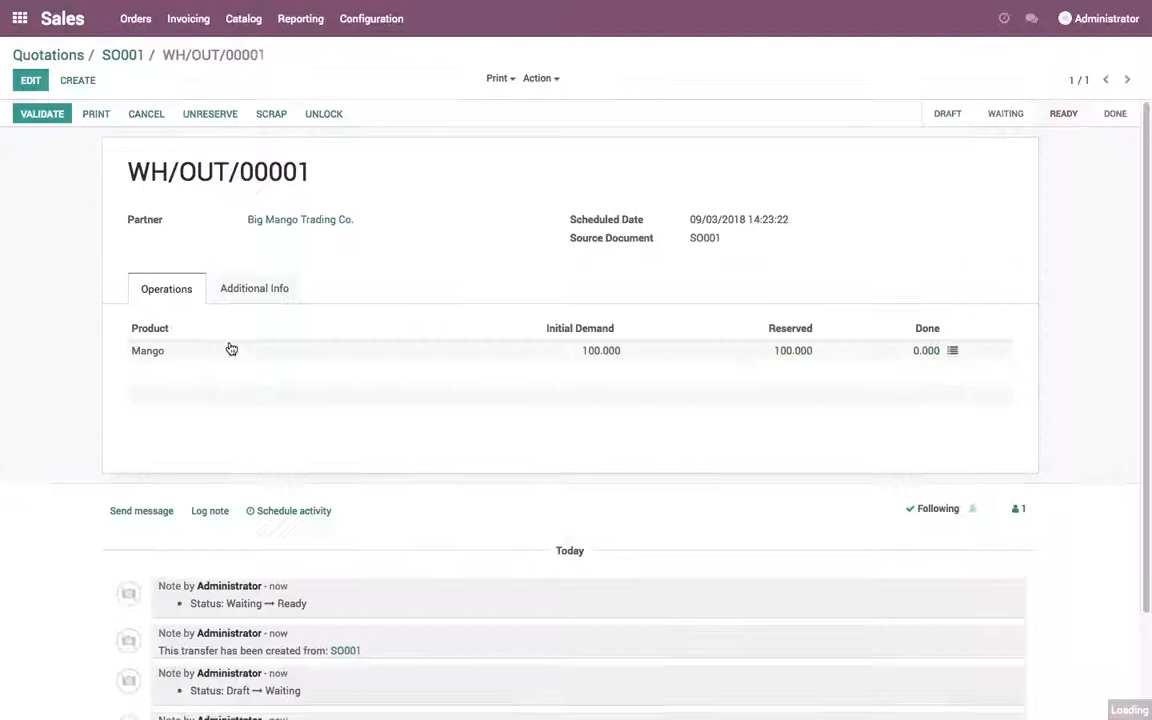 Sales Orders Invoicing Catalog Reporting Configuration Administrator
Quotations / SO001 / WH/OUT/00001
EDIT CREATE Print Action 1 / 1
VALIDATE PRINT CANCEL UNRESERVE SCRAP UNLOCK DRAFT WAITING READY DONE
WH/OUT/00001
Partner Big Mango Trading Co. Scheduled Date 09/03/2018 14:23:22
Source Document SO001
Operations Additional Info
Product Initial Demand Reserved Done
Mango 100.000 100.000 0.000
Send message Log note Schedule activity Following 1
Today
Note by Administrator - now
• Status: Waiting → Ready
Note by Administrator - now
This transfer has been created from: SO001
Note by Administrator - now
• Status: Draft → Waiting
Note by Administrator - now
Loading